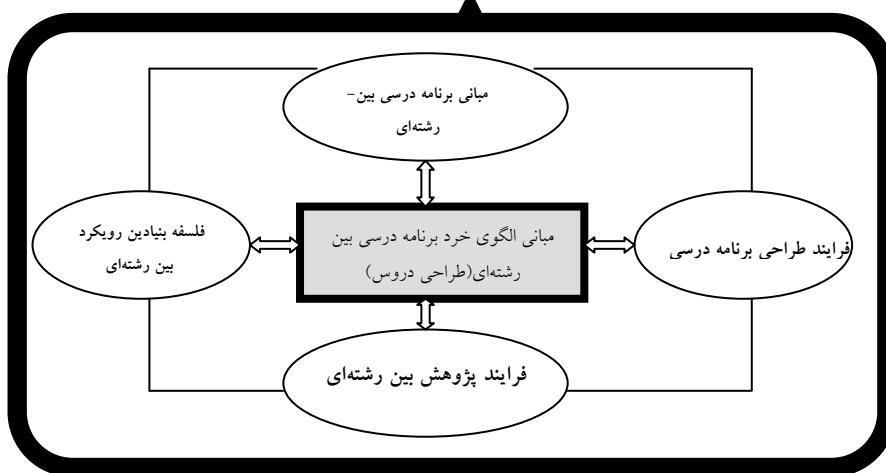 مبانی برنامه درسی بین-
رشته‌ای
فرایند طراحی برنامه درسی
مبانی الگوی خرد برنامه درسی بین
رشته‌ای(طراحی دروس)
فلسفه بنیادین رویکرد
بین رشته‌ای
فرایند پژوهش بین رشته‌ای